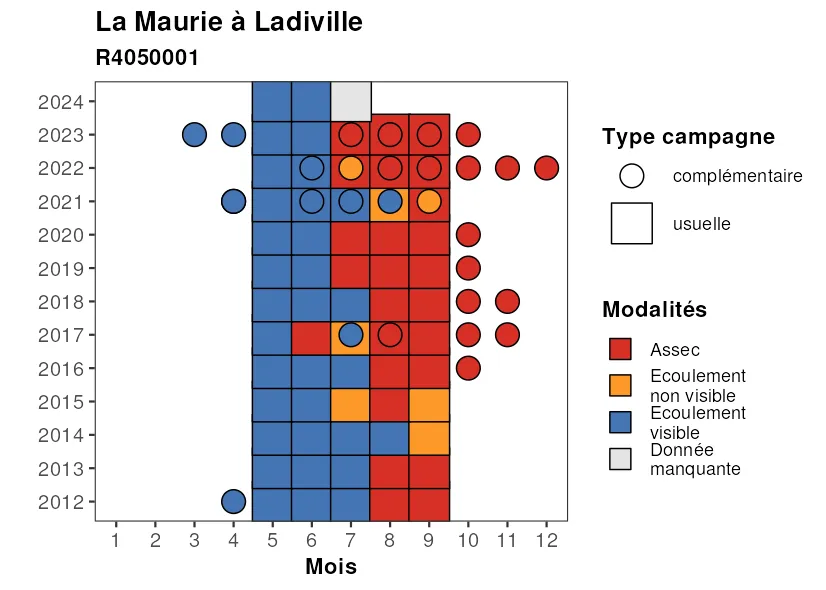 La Maurie à Ladiville
R4050001
2024
2023
2022
2021
2020
2019
2018
2017
2016
2015
2014
2013
2012
1 2 3 4 5 6 7 8 9 10 11 12
Mois
Type campagne
complémentaire
usuelle
Modalités
Assec
Ecoulement
non visible
Ecoulement
visible
Donnée
manquante